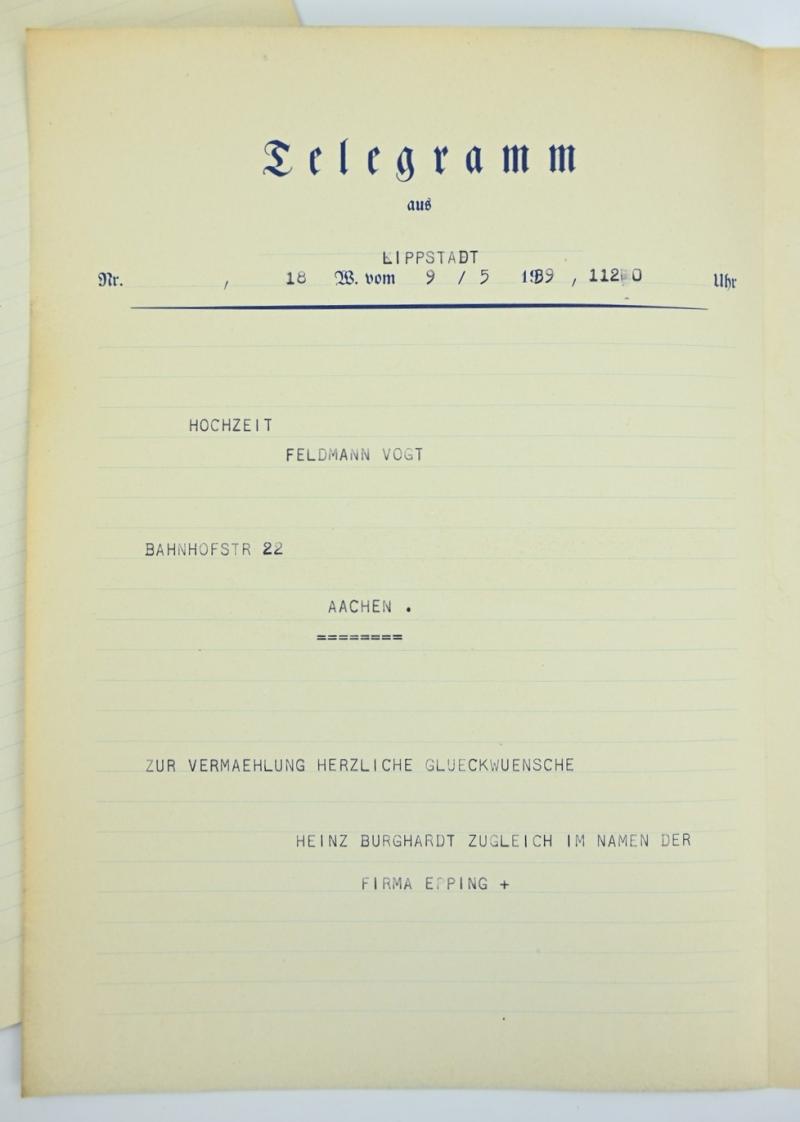 Telegramm
aus
LIPPSTADT
Nr. , 18 W. vom 9 / 5 1939 , Uhr
HOCHZEIT
FELDMANN VOGT
BAHNHOFSTR 22
AACHEN .
========
ZUR VERMAEHLUNG HERZLICHE GLUECKWUENSCHE
HEINZ BURGHARDT ZUGLEICH IM NAMEN DER
FIRMA EPPING +